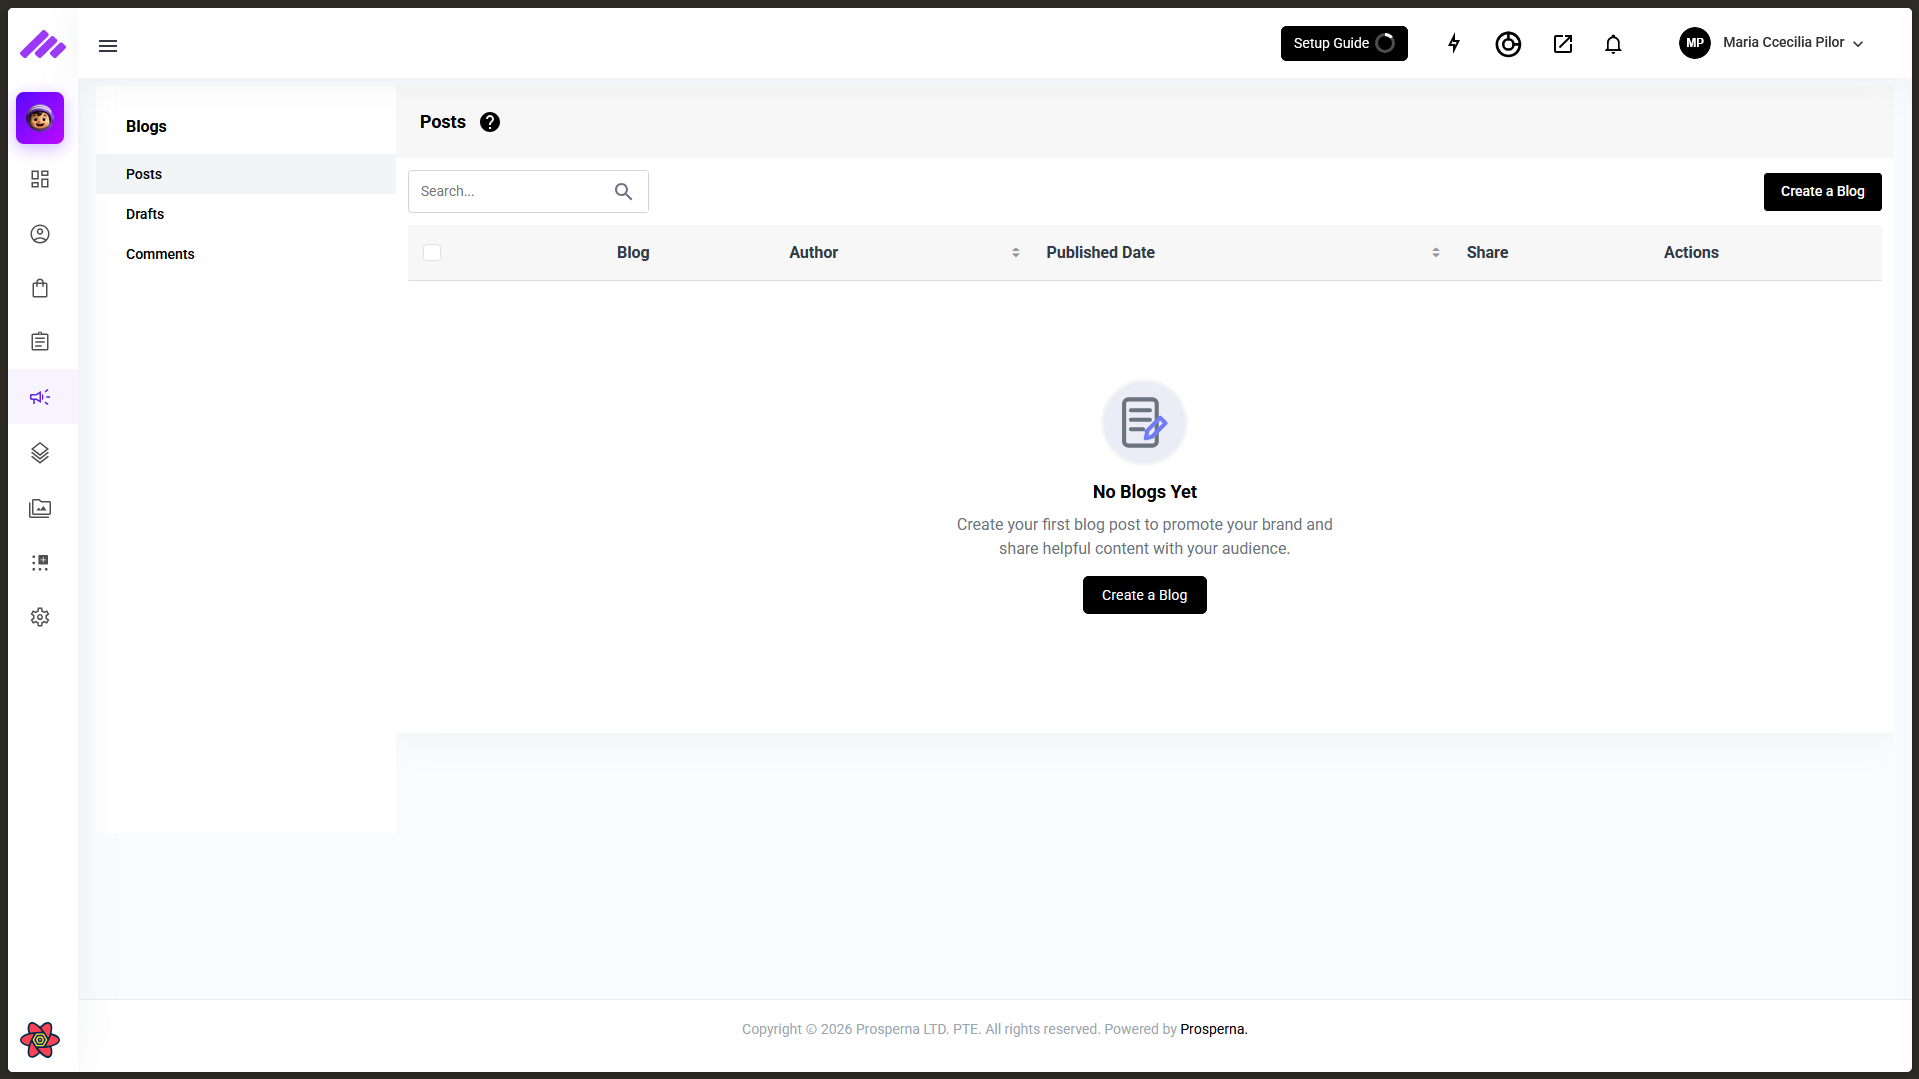 Setup Guide
MP
Maria Ccecilia Pilor
Blogs
Posts
Drafts
Comments
Posts
Search...
Create a Blog
Blog
Author
Published Date
Share
Actions
No Blogs Yet
Create your first blog post to promote your brand and
share helpful content with your audience.
Create a Blog
Copyright © 2026 Prosperna LTD. PTE. All rights reserved. Powered by Prosperna.